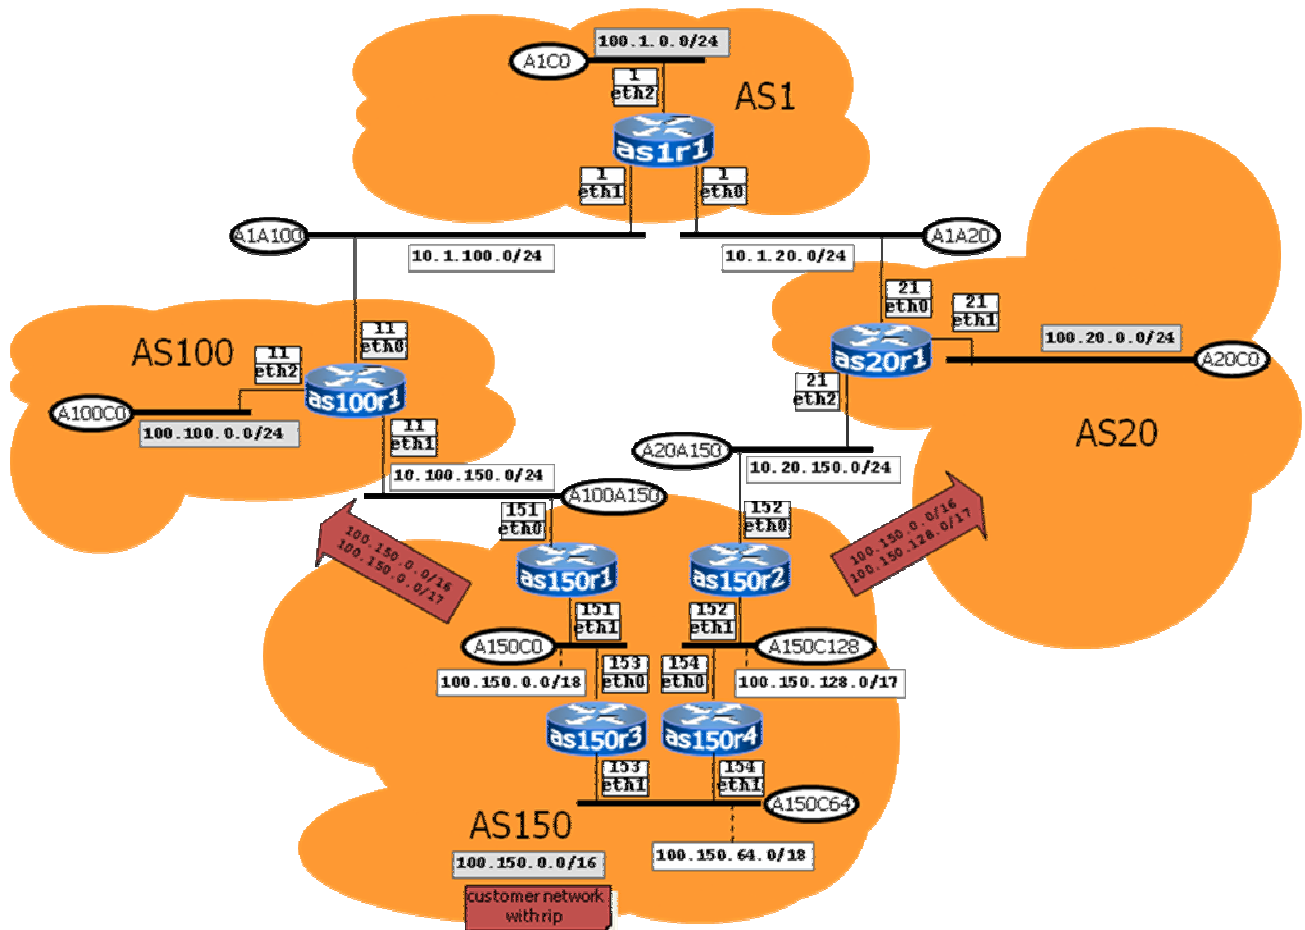 100.1.0.0/24
A1C0
1
eth2
AS1
as1r1
1
eth1
1
eth0
A1A100
10.1.100.0/24
10.1.20.0/24
A1A20
21
eth0
21
eth1
100.20.0.0/24
as20r1
A20C0
21
eth2
AS20
11
eth0
AS100
11
eth2
as100r1
A100C0
100.100.0.0/24
11
eth1
10.100.150.0/24
A100A150
A20A150
10.20.150.0/24
151
eth0
152
eth0
100.150.0.0/16
100.150.0.0/17
100.150.0.0/16
100.150.128.0/17
as150r1
as150r2
151
eth1
152
eth1
A150C0
A150C128
100.150.0.0/18
153
eth0
154
eth0
100.150.128.0/17
as150r3
as150r4
153
eth1
154
eth1
A150C64
AS150
100.150.64.0/18
100.150.0.0/16
customer network
with rip